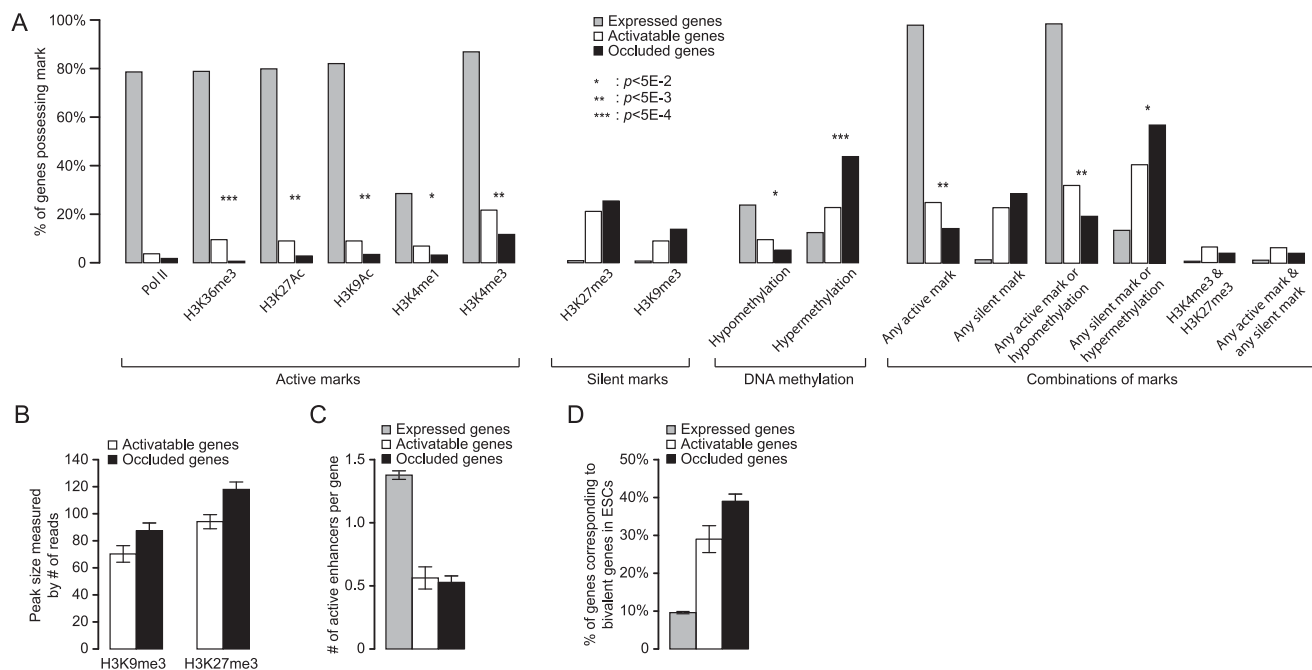 A
% of genes possessing mark
100%
80%
60%
40%
20%
0
Expressed genes
Activatable genes
Occluded genes
* : p<5E-2
** : p<5E-3
*** : p<5E-4
***
**
**
*
**
*
***
**
**
*
Pol II
H3K36me3
H3K27Ac
H3K9Ac
H3K4me1
H3K4me3
H3K27me3
H3K9me3
Hypomethylation
Hypermethylation
Any active mark
Any silent mark
Any active mark or
hypomethylation
Any silent mark or
hypermethylation
H3K4me3 &
H3K27me3
Any active mark &
any silent mark
Active marks
Silent marks
DNA methylation
Combinations of marks
B
Activatable genes
Occluded genes
Peak size measured
by # of reads
140
120
100
80
60
40
20
0
H3K9me3
H3K27me3
C
Expressed genes
Activatable genes
Occluded genes
# of active enhancers per gene
1.5
1.0
0.5
0
D
Expressed genes
Activatable genes
Occluded genes
% of genes corresponding to
bivalent genes in ESCs
50%
40%
30%
20%
10%
0